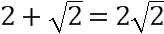 2 + √2 = 2√2